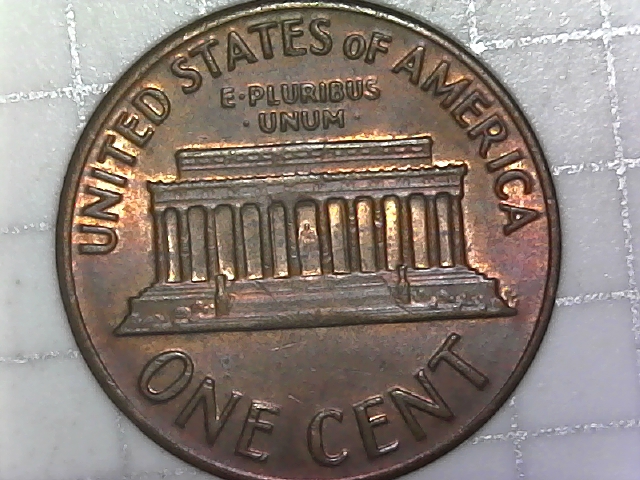 UNITED STATES OF AMERICA
E·PLURIBUS
·UNUM·
ONE CENT